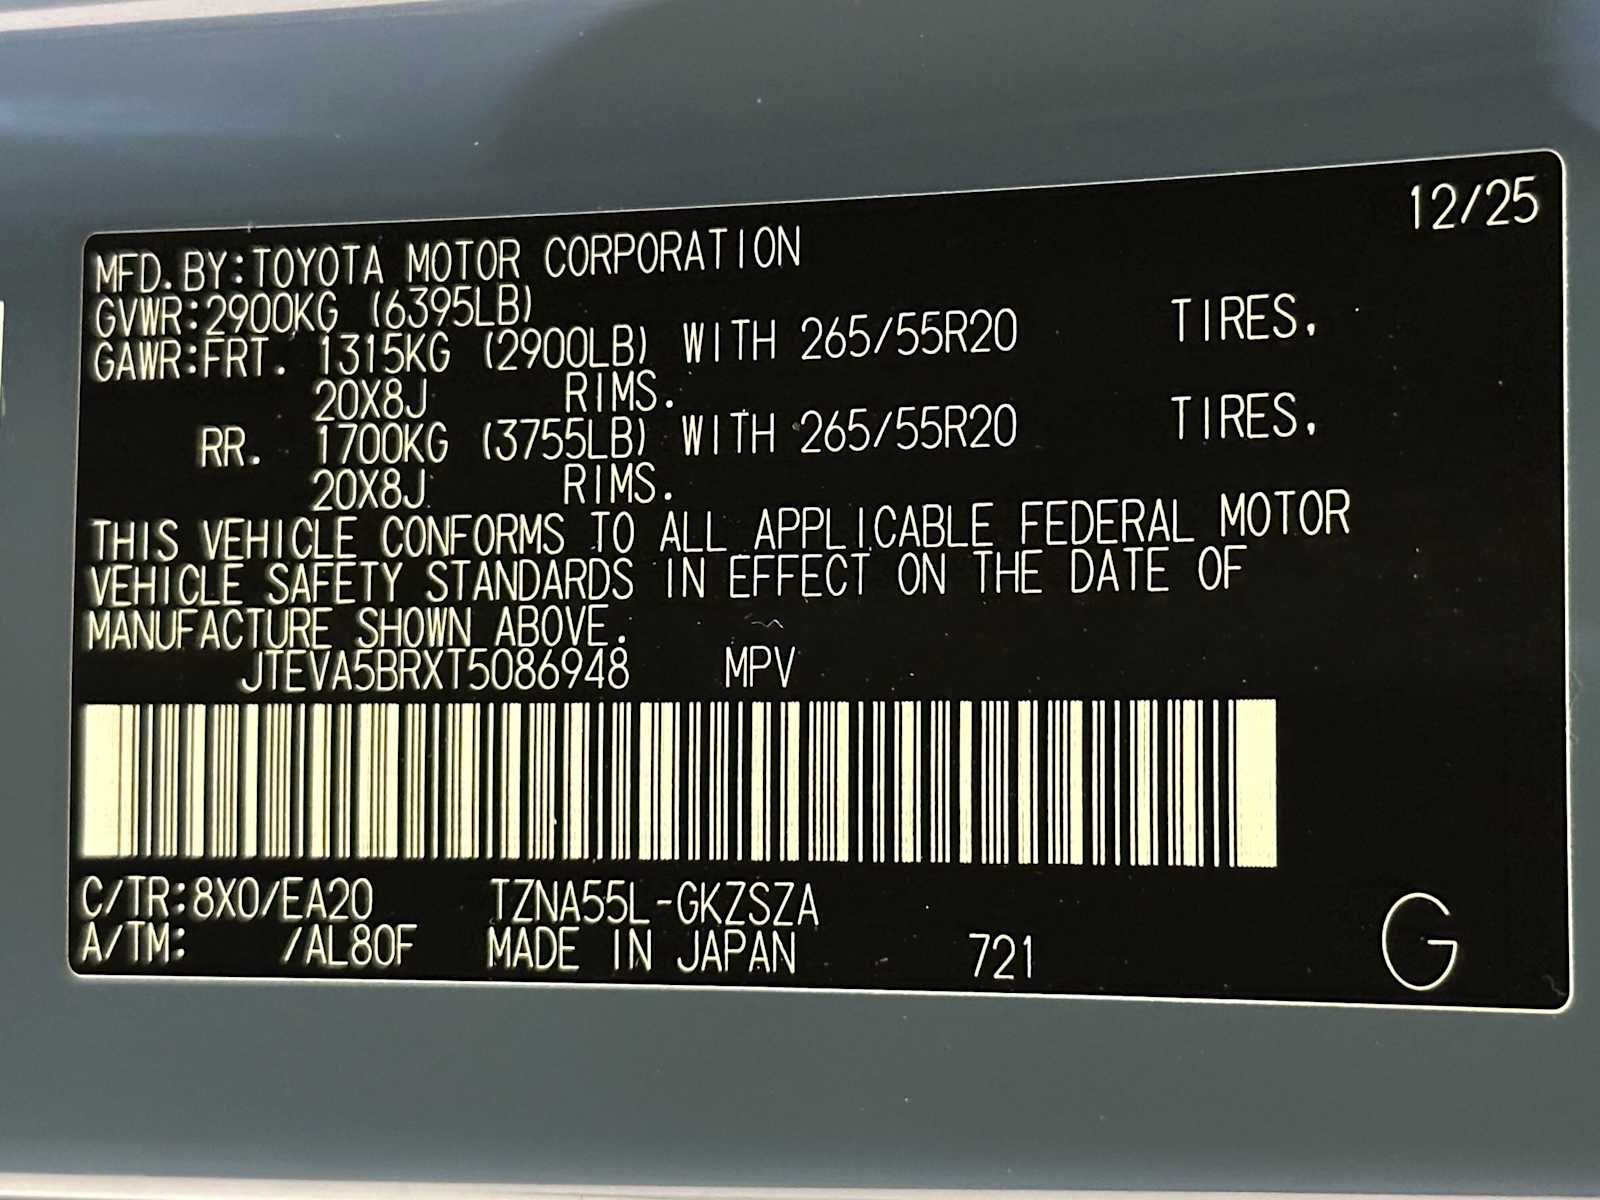 12/25
MFD. BY:TOYOTA MOTOR CORPORATION
GVWR:2900KG (6395LB)
GAWR:FRT. 1315KG (2900LB) WITH 265/55R20 TIRES,
20X8J RIMS.
RR. 1700KG (3755LB) WITH 265/55R20 TIRES,
20X8J RIMS.
THIS VEHICLE CONFORMS TO ALL APPLICABLE FEDERAL MOTOR
VEHICLE SAFETY STANDARDS IN EFFECT ON THE DATE OF
MANUFACTURE SHOWN ABOVE.
JTEVA5BRXT5086948 MPV
C/TR:8X0/EA20 TZNA55L-GKZSZA
A/TM: /AL80F MADE IN JAPAN 721 G